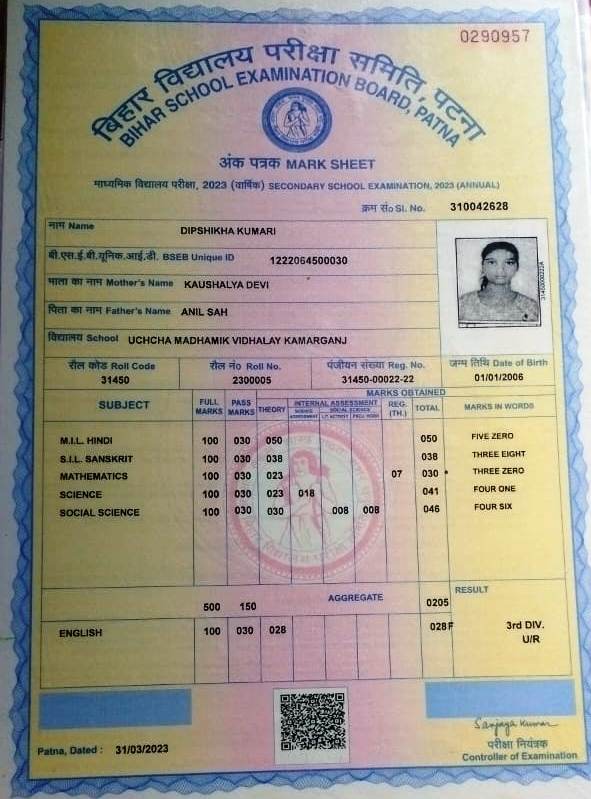 0290957
बिहार विद्यालय परीक्षा समिति, पटना
BIHAR SCHOOL EXAMINATION BOARD, PATNA
अंक पत्रक MARK SHEET
माध्यमिक विद्यालय परीक्षा, 2023 (वार्षिक) SECONDARY SCHOOL EXAMINATION, 2023 (ANNUAL)
क्रम सं० Sl. No. 310042628
नाम Name DIPSHIKHA KUMARI
बी.एस.ई.बी.यूनिक.आई.डी. BSEB Unique ID 1222064500030
माता का नाम Mother's Name KAUSHALYA DEVI
पिता का नाम Father's Name ANIL SAH
विद्यालय School UCHCHA MADHAMIK VIDHALAY KAMARGANJ
रौल कोड Roll Code रौल नं० Roll No. पंजीयन संख्या Reg. No. जन्म तिथि Date of Birth
31450 2300005 31450-00022-22 01/01/2006
SUBJECT FULL MARKS PASS MARKS MARKS OBTAINED
THEORY INTERNAL ASSESSMENT REG. (TH.) TOTAL MARKS IN WORDS
SOCIAL SCIENCE
M.I.L. HINDI 100 030 050 050 FIVE ZERO
S.I.L. SANSKRIT 100 030 038 038 THREE EIGHT
MATHEMATICS 100 030 023 07 030 * THREE ZERO
SCIENCE 100 030 023 018 041 FOUR ONE
SOCIAL SCIENCE 100 030 030 008 008 046 FOUR SIX
500 150 AGGREGATE 0205 RESULT
ENGLISH 100 030 028 028F 3rd DIV.
U/R
Sanjaya Kumar
परीक्षा नियंत्रक
Patna, Dated : 31/03/2023 Controller of Examination